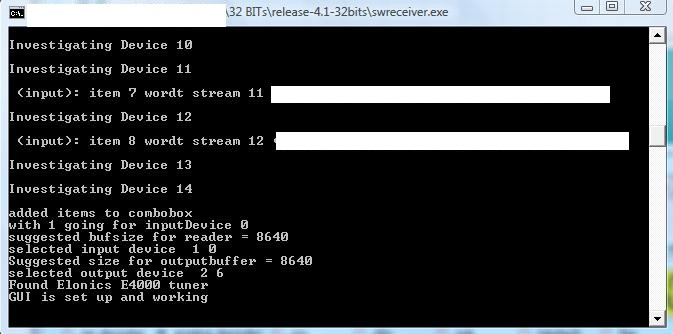 C:\. \32 BITs\release-4.1-32bits\swreceiver.exe
Investigating Device 10
Investigating Device 11
(input): item 7 wordt stream 11
Investigating Device 12
(input): item 8 wordt stream 12
Investigating Device 13
Investigating Device 14
added items to combobox
with 1 going for inputDevice 0
suggested bufsize for reader = 8640
selected input device  1 0
Suggested size for outputbuffer = 8640
selected output device  2 6
Found Elonics E4000 tuner
GUI is set up and working